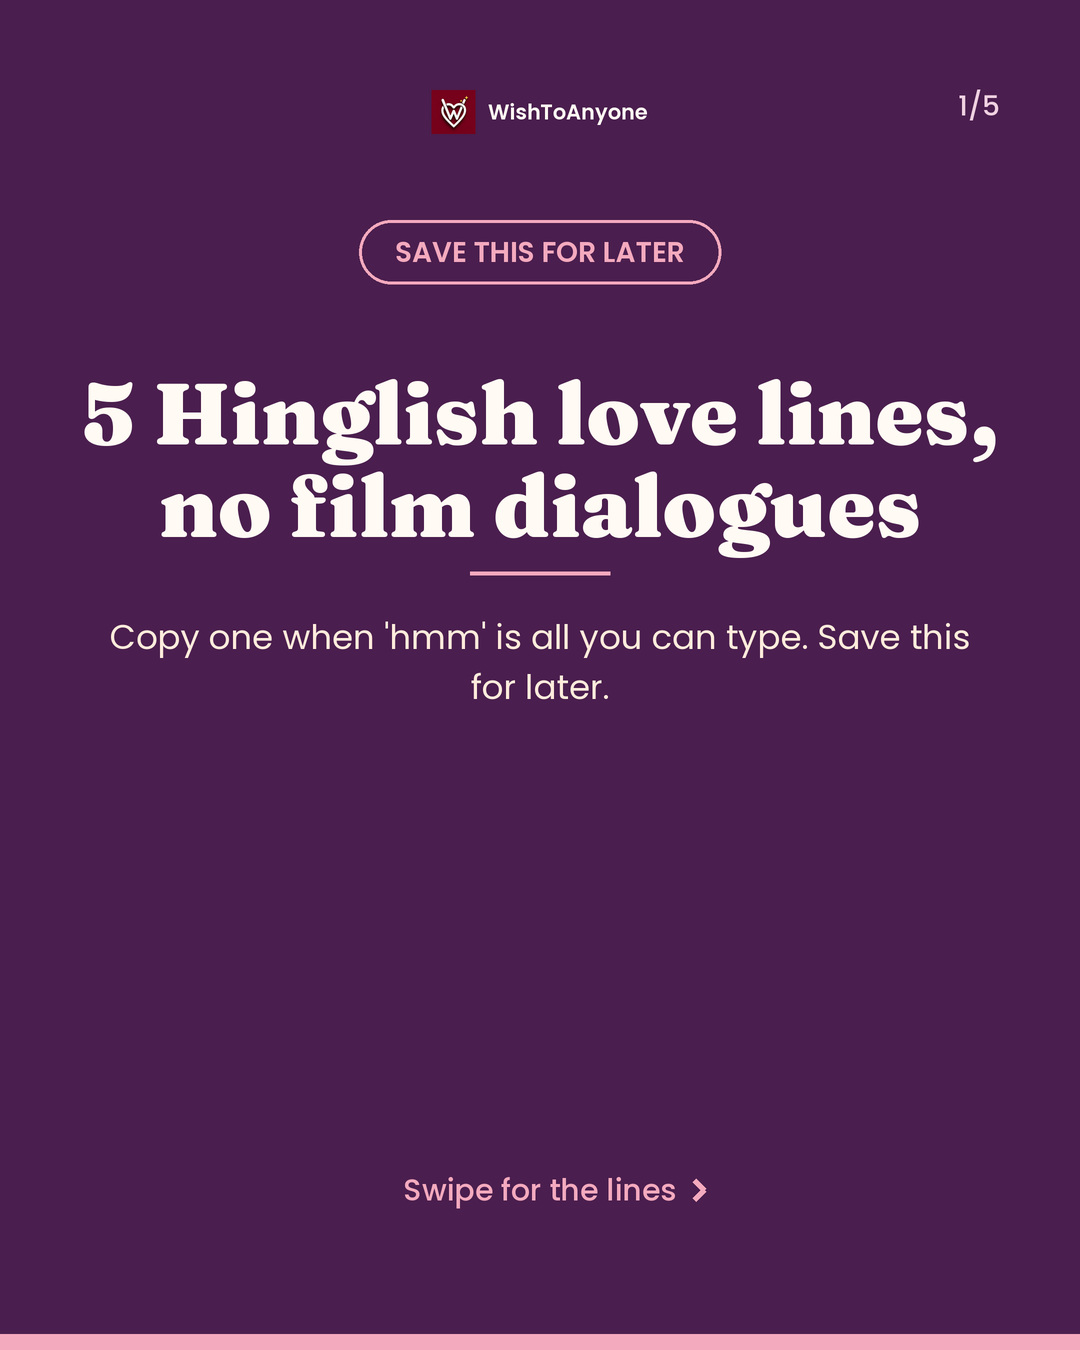 WishToAnyone
1/5
SAVE THIS FOR LATER
5 Hinglish love lines,
no film dialogues
Copy one when 'hmm' is all you can type. Save this
for later.
Swipe for the lines